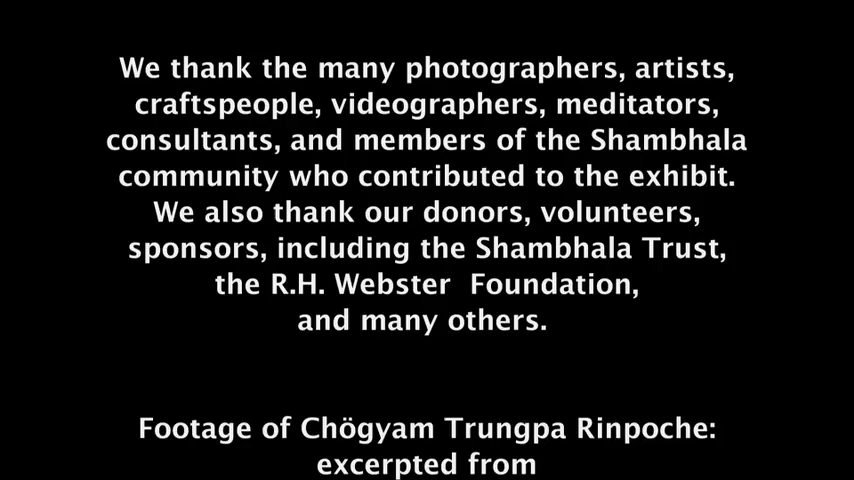 We thank the many photographers, artists,
craftspeople, videographers, meditators,
consultants, and members of the Shambhala
community who contributed to the exhibit.
We also thank our donors, volunteers,
sponsors, including the Shambhala Trust,
the R.H. Webster  Foundation,
and many others.
Footage of Chögyam Trungpa Rinpoche:
excerpted from